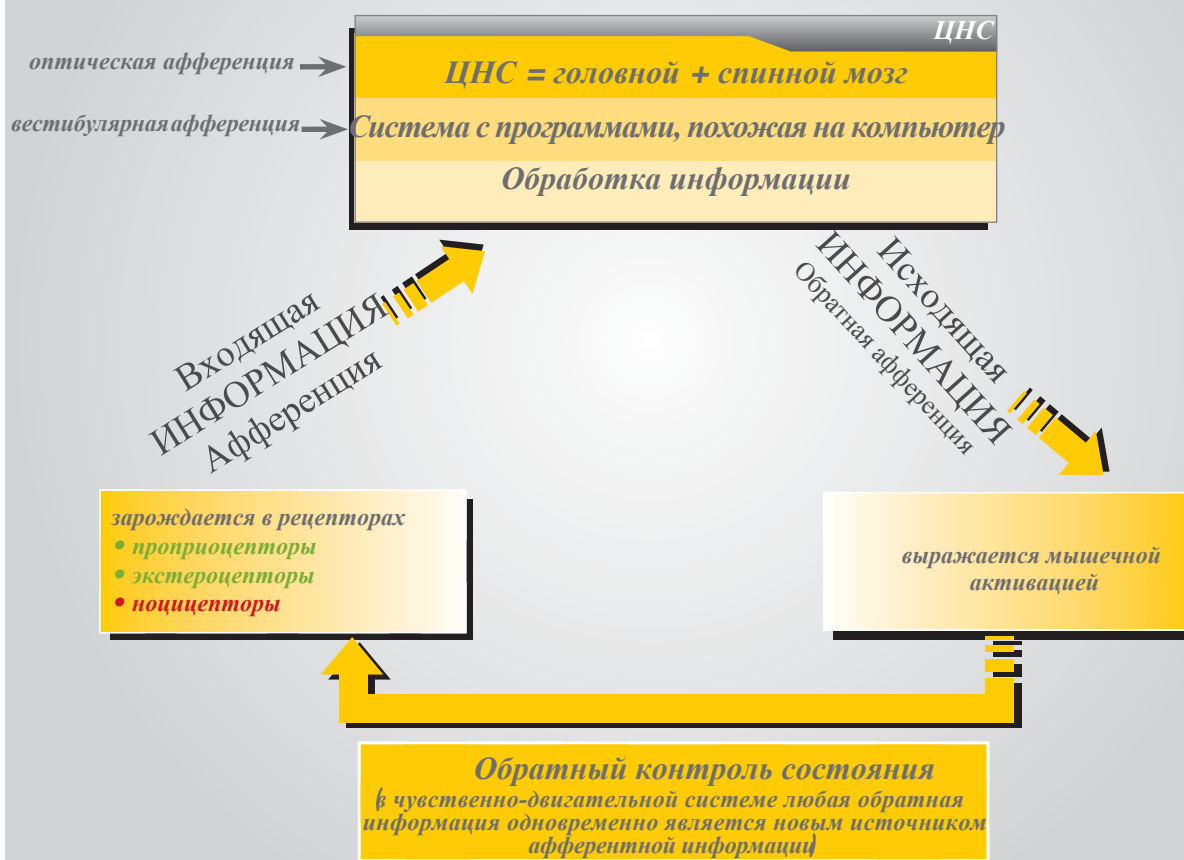 ЦНС
оптическая афференция
ЦНС = головной + спинной мозг
вестибулярная афференция
Система с программами, похожая на компьютер
Обработка информации
Входящая
ИНФОРМАЦИЯ
Афференция
Исходящая
ИНФОРМАЦИЯ
Обратная афференция
зарождается в рецепторах
• проприоцепторы
• экстероцепторы
• ноцицепторы
выражается мышечной
активацией
Обратный контроль состояния
(в чувственно-двигательной системе любая обратная
информация одновременно является новым источником
афферентной информации)